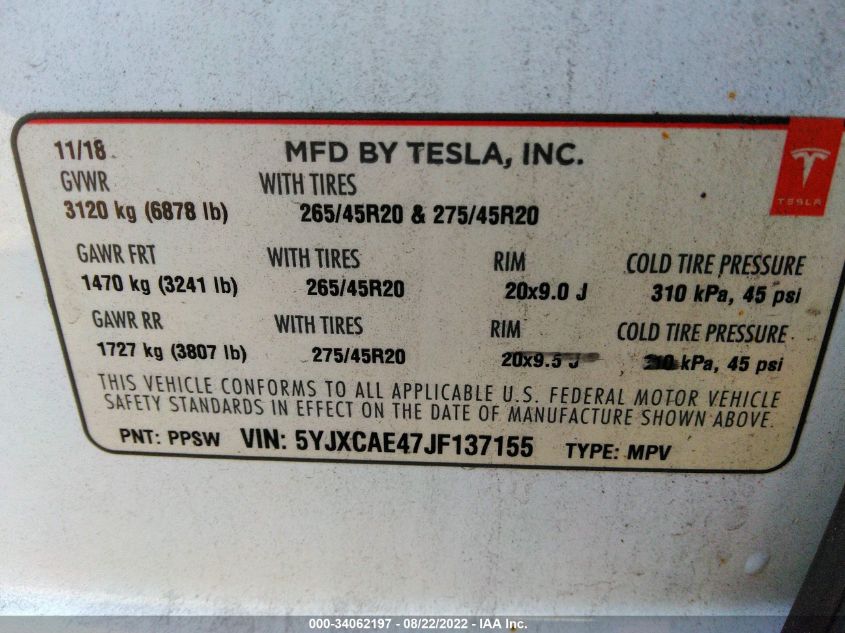 11/18 MFD BY TESLA, INC.
TESLA
GVWR WITH TIRES
3120 kg (6878 lb) 265/45R20 & 275/45R20
GAWR FRT WITH TIRES RIM COLD TIRE PRESSURE
1470 kg (3241 lb) 265/45R20 20x9.0 J 310 kPa, 45 psi
GAWR RR WITH TIRES RIM COLD TIRE PRESSURE
1727 kg (3807 lb) 275/45R20 20x9.5 J kPa, 45 psi
THIS VEHICLE CONFORMS TO ALL APPLICABLE U.S. FEDERAL MOTOR VEHICLE
SAFETY STANDARDS IN EFFECT ON THE DATE OF MANUFACTURE SHOWN ABOVE.
PNT: PPSW VIN: 5YJXCAE47JF137155 TYPE: MPV
000-34062197 - 08/22/2022 - IAA Inc.